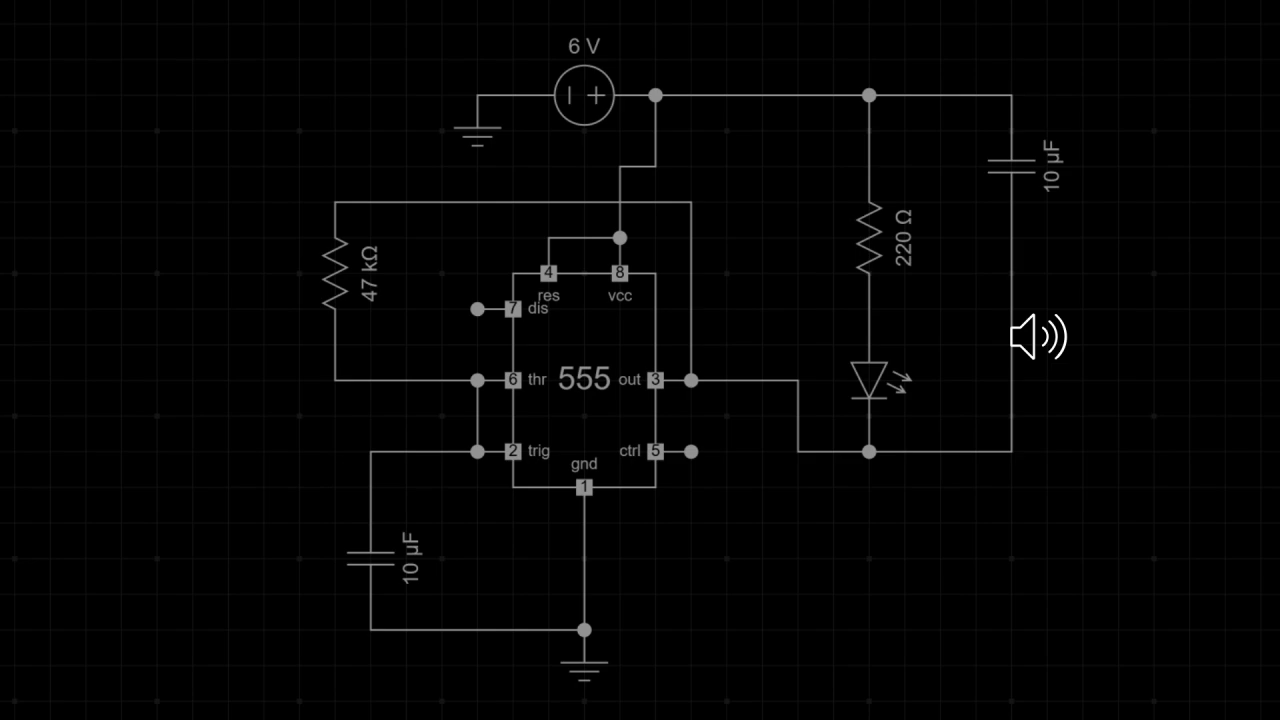 6 V
10 µF
220 Ω
47 kΩ
4
8
res
vcc
7
dis
6
thr
555
out
3
2
trig
ctrl
5
gnd
1
10 µF